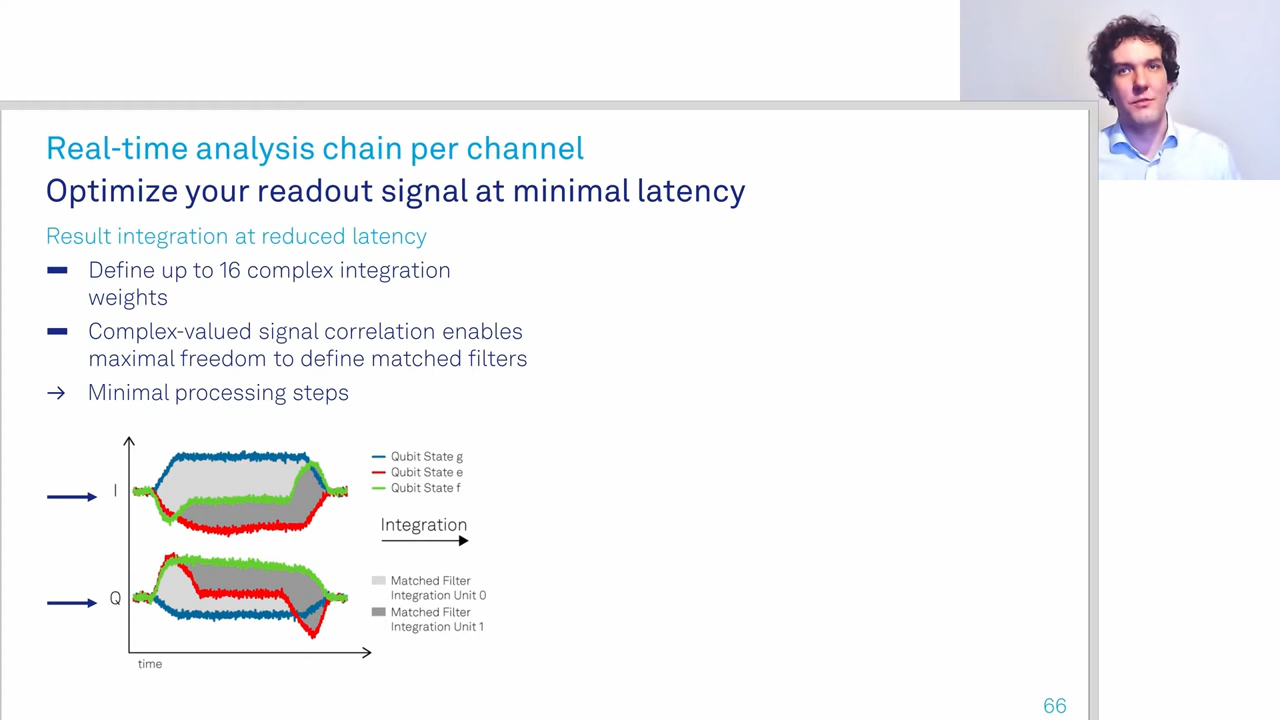 Real-time analysis chain per channel
Optimize your readout signal at minimal latency
Result integration at reduced latency
Define up to 16 complex integration
weights
Complex-valued signal correlation enables
maximal freedom to define matched filters
→ Minimal processing steps
I
Qubit State g
Qubit State e
Qubit State f
Integration
Q
Matched Filter
Integration Unit 0
Matched Filter
Integration Unit 1
time
66